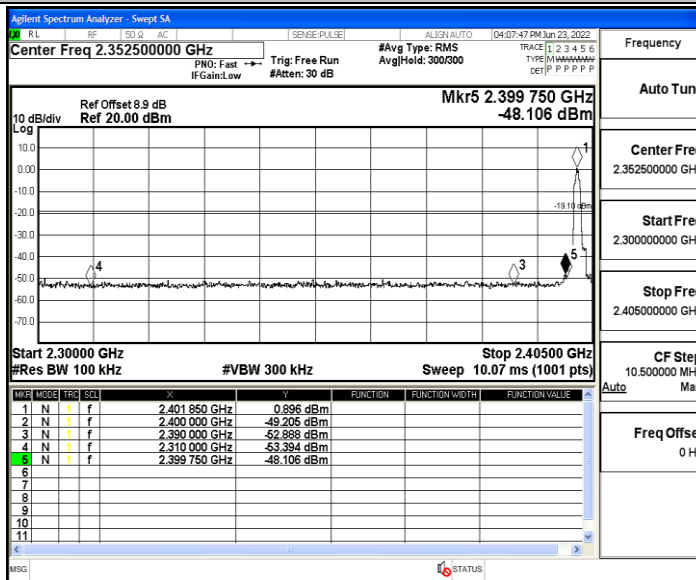 Agilent Spectrum Analyzer - Swept SA
LXI RL RF 50 Ω AC SENSE:PULSE ALIGN AUTO 04:07:47 PM Jun 23, 2022
Center Freq 2.352500000 GHz #Avg Type: RMS TRACE 1 2 3 4 5 6
PNO: Fast Trig: Free Run Avg|Hold: 300/300 TYPE M WWWWW
IFGain:Low #Atten: 30 dB DET P P P P P P
Ref Offset 8.9 dB Mkr5 2.399 750 GHz
10 dB/div Ref 20.00 dBm -48.106 dBm
Log
10.0
0.00
-10.0
-20.0
-30.0
-40.0
-50.0
-60.0
-70.0
1
-19.10 dBm
4
3
5
Start 2.30000 GHz Stop 2.40500 GHz
#Res BW 100 kHz #VBW 300 kHz Sweep 10.07 ms (1001 pts)
MKR MODE TRC SCL X Y FUNCTION FUNCTION WIDTH FUNCTION VALUE
1 N 1 f 2.401 850 GHz 0.896 dBm
2 N 1 f 2.400 000 GHz -49.205 dBm
3 N 1 f 2.390 000 GHz -52.888 dBm
4 N 1 f 2.310 000 GHz -53.394 dBm
5 N 1 f 2.399 750 GHz -48.106 dBm
6
7
8
9
10
11
MSG STATUS
Frequency
Auto Tun
Center Fre
2.352500000 GH
Start Fre
2.300000000 GH
Stop Fre
2.405000000 GH
CF Step
10.500000 MH
Auto Ma
Freq Offse
0 H